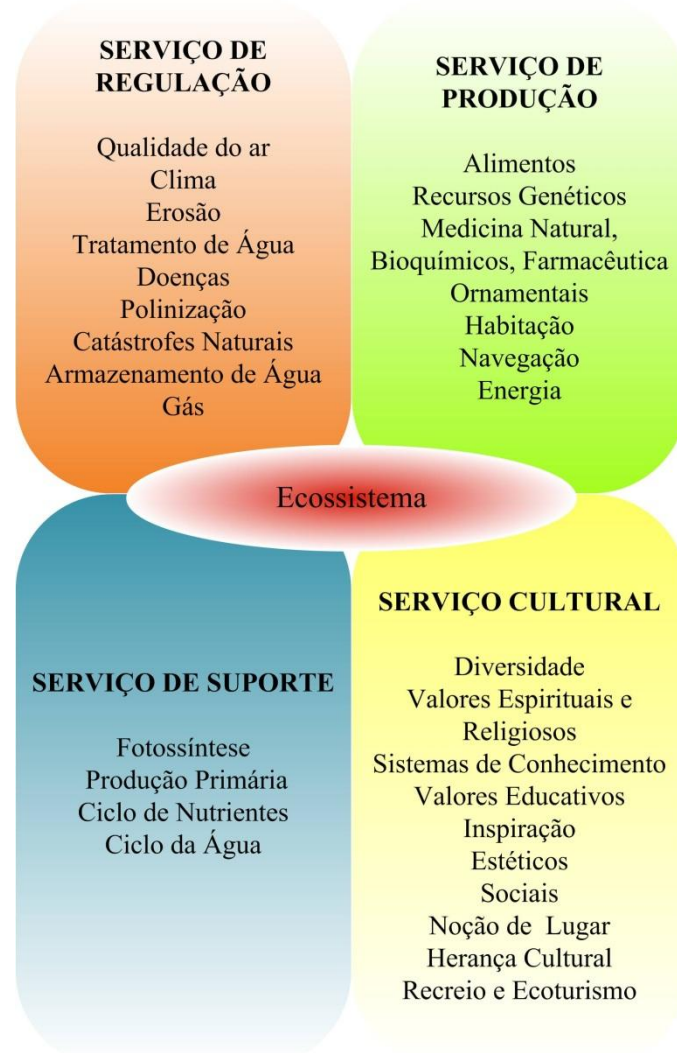 SERVIÇO DE
REGULAÇÃO
Qualidade do ar
Clima
Erosão
Tratamento de Água
Doenças
Polinização
Catástrofes Naturais
Armazenamento de Água
Gás
SERVIÇO DE
PRODUÇÃO
Alimentos
Recursos Genéticos
Medicina Natural,
Bioquímicos, Farmacêutica
Ornamentais
Habitação
Navegação
Energia
Ecossistema
SERVIÇO DE SUPORTE
Fotossíntese
Produção Primária
Ciclo de Nutrientes
Ciclo da Água
SERVIÇO CULTURAL
Diversidade
Valores Espirituais e
Religiosos
Sistemas de Conhecimento
Valores Educativos
Inspiração
Estéticos
Sociais
Noção de Lugar
Herança Cultural
Recreio e Ecoturismo